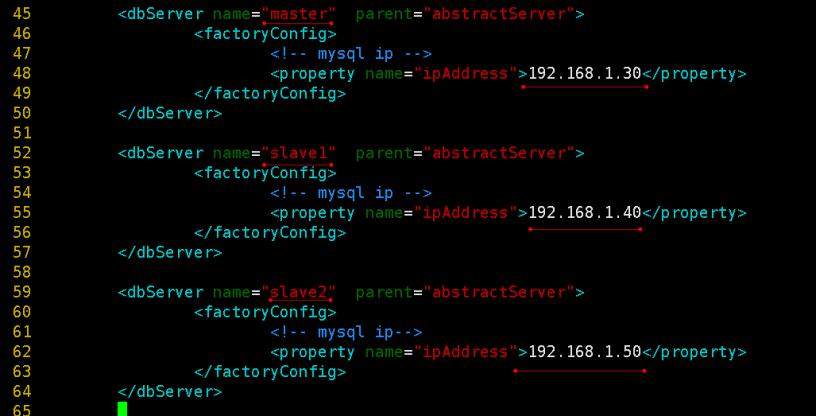 45 <dbServer name="master"  parent="abstractServer">
46 <factoryConfig>
47 <!-- mysql ip -->
48 <property name="ipAddress">192.168.1.30</property>
49 </factoryConfig>
50 </dbServer>
51
52 <dbServer name="slave1"  parent="abstractServer">
53 <factoryConfig>
54 <!-- mysql ip -->
55 <property name="ipAddress">192.168.1.40</property>
56 </factoryConfig>
57 </dbServer>
58
59 <dbServer name="slave2"  parent="abstractServer">
60 <factoryConfig>
61 <!-- mysql ip-->
62 <property name="ipAddress">192.168.1.50</property>
63 </factoryConfig>
64 </dbServer>
65